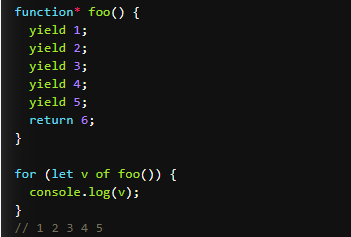 function* foo() {
  yield 1;
  yield 2;
  yield 3;
  yield 4;
  yield 5;
  return 6;
}
for (let v of foo()) {
  console.log(v);
}
// 1 2 3 4 5